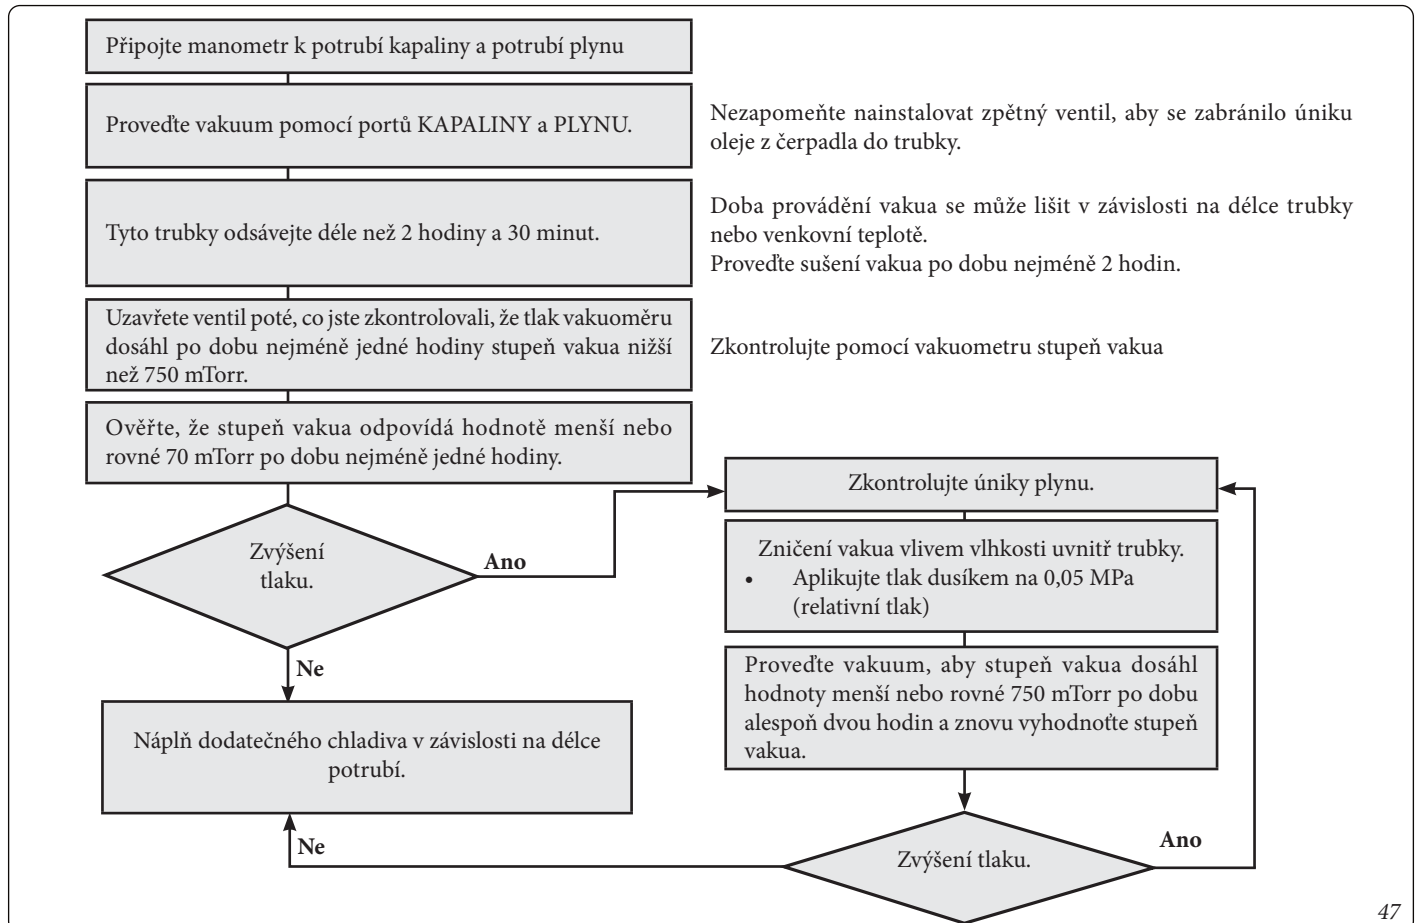 Připojte manometr k potrubí kapaliny a potrubí plynu
Proveďte vakuum pomocí portů KAPALINY a PLYNU.
Nezapomeňte nainstalovat zpětný ventil, aby se zabránilo úniku
oleje z čerpadla do trubky.
Tyto trubky odsávejte déle než 2 hodiny a 30 minut.
Doba provádění vakua se může lišit v závislosti na délce trubky
nebo venkovní teplotě.
Proveďte sušení vakua po dobu nejméně 2 hodin.
Uzavřete ventil poté, co jste zkontrolovali, že tlak vakuoměru
dosáhl po dobu nejméně jedné hodiny stupeň vakua nižší
než 750 mTorr.
Zkontrolujte pomocí vakuometru stupeň vakua
Ověřte, že stupeň vakua odpovídá hodnotě menší nebo
rovné 70 mTorr po dobu nejméně jedné hodiny.
Zvýšení
tlaku.
Ano
Ne
Zkontrolujte úniky plynu.
Zničení vakua vlivem vlhkosti uvnitř trubky.
• Aplikujte tlak dusíkem na 0,05 MPa
(relativní tlak)
Proveďte vakuum, aby stupeň vakua dosáhl
hodnoty menší nebo rovné 750 mTorr po dobu
alespoň dvou hodin a znovu vyhodnoťte stupeň
vakua.
Náplň dodatečného chladiva v závislosti na délce
potrubí.
Ne
Zvýšení tlaku.
Ano
47